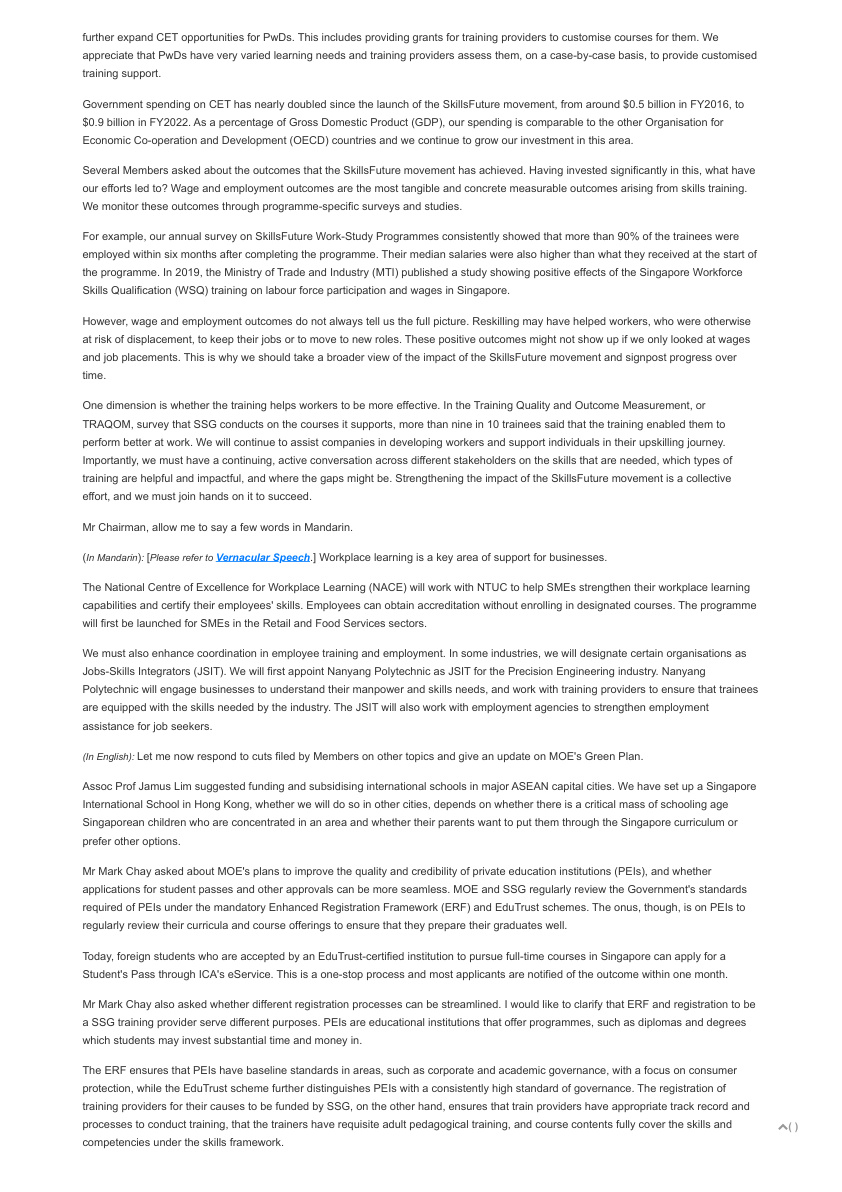 further expand CET opportunities for PwDs. This includes providing grants for training providers to customise courses for them. We
appreciate that PwDs have very varied learning needs and training providers assess them, on a case-by-case basis, to provide customised
training support.
Government spending on CET has nearly doubled since the launch of the SkillsFuture movement, from around $0.5 billion in FY2016, to
$0.9 billion in FY2022. As a percentage of Gross Domestic Product (GDP), our spending is comparable to the other Organisation for
Economic Co-operation and Development (OECD) countries and we continue to grow our investment in this area.
Several Members asked about the outcomes that the SkillsFuture movement has achieved. Having invested significantly in this, what have
our efforts led to? Wage and employment outcomes are the most tangible and concrete measurable outcomes arising from skills training.
We monitor these outcomes through programme-specific surveys and studies.
For example, our annual survey on SkillsFuture Work-Study Programmes consistently showed that more than 90% of the trainees were
employed within six months after completing the programme. Their median salaries were also higher than what they received at the start of
the programme. In 2019, the Ministry of Trade and Industry (MTI) published a study showing positive effects of the Singapore Workforce
Skills Qualification (WSQ) training on labour force participation and wages in Singapore.
However, wage and employment outcomes do not always tell us the full picture. Reskilling may have helped workers, who were otherwise
at risk of displacement, to keep their jobs or to move to new roles. These positive outcomes might not show up if we only looked at wages
and job placements. This is why we should take a broader view of the impact of the SkillsFuture movement and signpost progress over
time.
One dimension is whether the training helps workers to be more effective. In the Training Quality and Outcome Measurement, or
TRAQOM, survey that SSG conducts on the courses it supports, more than nine in 10 trainees said that the training enabled them to
perform better at work. We will continue to assist companies in developing workers and support individuals in their upskilling journey.
Importantly, we must have a continuing, active conversation across different stakeholders on the skills that are needed, which types of
training are helpful and impactful, and where the gaps might be. Strengthening the impact of the SkillsFuture movement is a collective
effort, and we must join hands on it to succeed.
Mr Chairman, allow me to say a few words in Mandarin.
(In Mandarin): [Please refer to Vernacular Speech.] Workplace learning is a key area of support for businesses.
The National Centre of Excellence for Workplace Learning (NACE) will work with NTUC to help SMEs strengthen their workplace learning
capabilities and certify their employees' skills. Employees can obtain accreditation without enrolling in designated courses. The programme
will first be launched for SMEs in the Retail and Food Services sectors.
We must also enhance coordination in employee training and employment. In some industries, we will designate certain organisations as
Jobs-Skills Integrators (JSIT). We will first appoint Nanyang Polytechnic as JSIT for the Precision Engineering industry. Nanyang
Polytechnic will engage businesses to understand their manpower and skills needs, and work with training providers to ensure that trainees
are equipped with the skills needed by the industry. The JSIT will also work with employment agencies to strengthen employment
assistance for job seekers.
(In English): Let me now respond to cuts filed by Members on other topics and give an update on MOE's Green Plan.
Assoc Prof Jamus Lim suggested funding and subsidising international schools in major ASEAN capital cities. We have set up a Singapore
International School in Hong Kong, whether we will do so in other cities, depends on whether there is a critical mass of schooling age
Singaporean children who are concentrated in an area and whether their parents want to put them through the Singapore curriculum or
prefer other options.
Mr Mark Chay asked about MOE's plans to improve the quality and credibility of private education institutions (PEIs), and whether
applications for student passes and other approvals can be more seamless. MOE and SSG regularly review the Government's standards
required of PEIs under the mandatory Enhanced Registration Framework (ERF) and EduTrust schemes. The onus, though, is on PEIs to
regularly review their curricula and course offerings to ensure that they prepare their graduates well.
Today, foreign students who are accepted by an EduTrust-certified institution to pursue full-time courses in Singapore can apply for a
Student's Pass through ICA's eService. This is a one-stop process and most applicants are notified of the outcome within one month.
Mr Mark Chay also asked whether different registration processes can be streamlined. I would like to clarify that ERF and registration to be
a SSG training provider serve different purposes. PEIs are educational institutions that offer programmes, such as diplomas and degrees
which students may invest substantial time and money in.
The ERF ensures that PEIs have baseline standards in areas, such as corporate and academic governance, with a focus on consumer
protection, while the EduTrust scheme further distinguishes PEIs with a consistently high standard of governance. The registration of
training providers for their causes to be funded by SSG, on the other hand, ensures that train providers have appropriate track record and
processes to conduct training, that the trainers have requisite adult pedagogical training, and course contents fully cover the skills and
competencies under the skills framework.
( )